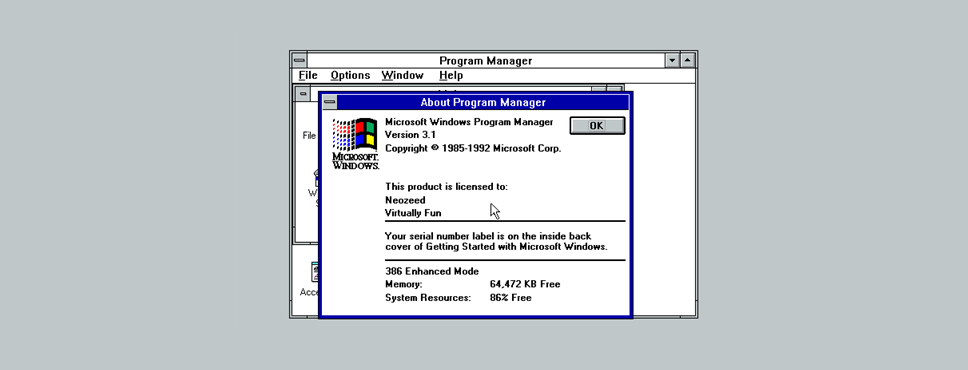 Program Manager
File Options Window Help
About Program Manager
Microsoft Windows Program Manager
OK
Version 3.1
Copyright © 1985-1992 Microsoft Corp.
MICROSOFT.
WINDOWS.
File
This product is licensed to:
Neozeed
Virtually Fun
Your serial number label is on the inside back
cover of Getting Started with Microsoft Windows.
386 Enhanced Mode
Memory: 64,472 KB Free
System Resources: 86% Free